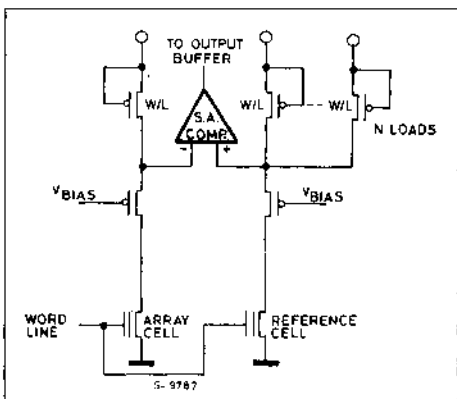 TO OUTPUT
BUFFER
W/L
S.A.
COMP.
- +
W/L
W/L
N LOADS
VBIAS
VBIAS
WORD
LINE
ARRAY
CELL
REFERENCE
CELL
S-9787